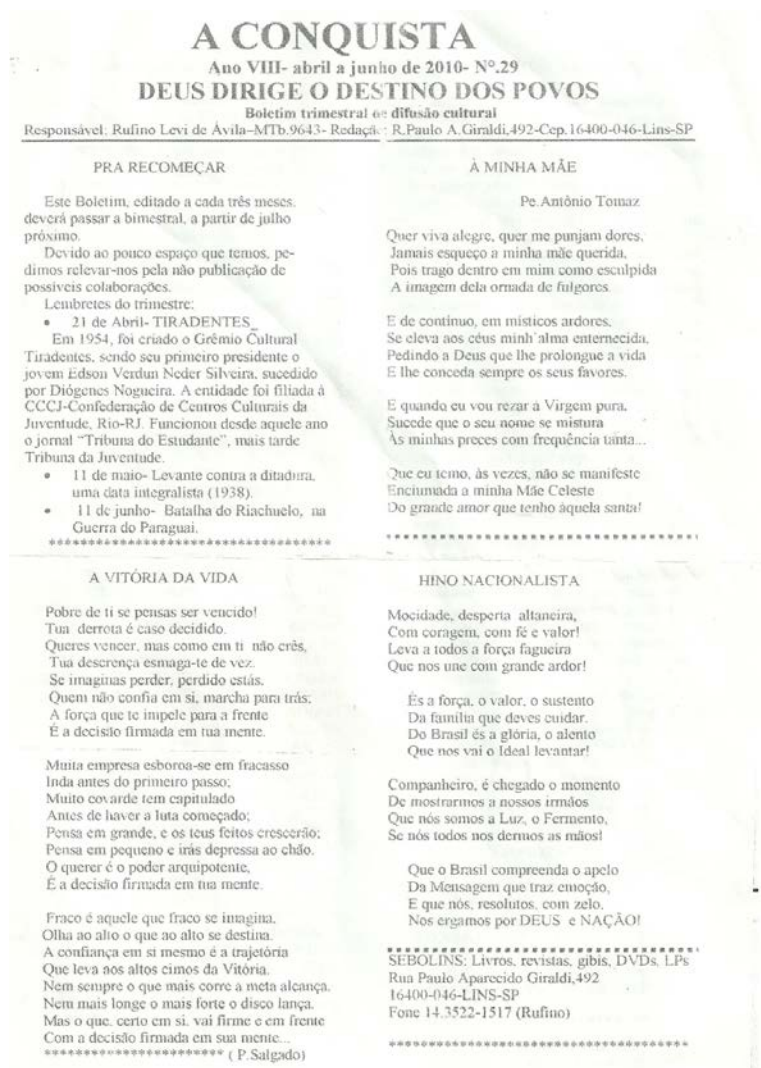 A CONQUISTA
Ano VIII- abril a junho de 2010- Nº.29
DEUS DIRIGE O DESTINO DOS POVOS
Boletim trimestral de difusão cultural
Responsável: Rufino Levi de Ávila–MTb.9643- Redação: R.Paulo A.Giraldi,492-Cep.16400-046-Lins-SP
PRA RECOMEÇAR
Este Boletim, editado a cada três meses,
deverá passar a bimestral, a partir de julho
próximo.
Devido ao pouco espaço que temos, pe-
dimos relevar-nos pela não publicação de
possíveis colaborações.
Lembretes do trimestre:
• 21 de Abril- TIRADENTES_
Em 1954, foi criado o Grêmio Cultural
Tiradentes, sendo seu primeiro presidente o
jovem Edson Verdun Neder Silveira, sucedido
por Diógenes Nogueira. A entidade foi filiada à
CCCJ-Confederação de Centros Culturais da
Juventude, Rio-RJ. Funcionou desde aquele ano
o jornal “Tribuna do Estudante”, mais tarde
Tribuna da Juventude.
• 11 de maio- Levante contra a ditadura,
uma data integralista (1938).
• 11 de junho- Batalha do Riachuelo, na
Guerra do Paraguai.
***********************************
A VITÓRIA DA VIDA
Pobre de ti se pensas ser vencido!
Tua derrota é caso decidido.
Queres vencer, mas como em ti não crês,
Tua descrença esmaga-te de vez.
Se imaginas perder, perdido estás.
Quem não confia em si, marcha para trás;
A força que te impele para a frente
É a decisão firmada em tua mente.
Muita empresa esboroa-se em fracasso
Inda antes do primeiro passo;
Muito covarde tem capitulado
Antes de haver a luta começado;
Pensa em grande, e os teus feitos crescerão;
Pensa em pequeno e irás depressa ao chão.
O querer é o poder arquipotente,
É a decisão firmada em tua mente.
Fraco é aquele que fraco se imagina,
Olha ao alto o que ao alto se destina.
A confiança em si mesmo é a trajetória
Que leva aos altos cimos da Vitória.
Nem sempre o que mais corre a meta alcança,
Nem mais longe o mais forte o disco lança.
Mas o que, certo em si, vai firme e em frente
Com a decisão firmada em sua mente...
*********************** ( P.Salgado)
À MINHA MÃE
Pe.Antônio Tomaz
Quer viva alegre, quer me punjam dores,
Jamais esqueço a minha mãe querida,
Pois trago dentro em mim como esculpida
A imagem dela ornada de fulgores.
E de contínuo, em místicos ardores,
Se eleva aos céus minh'alma enternecida,
Pedindo a Deus que lhe prolongue a vida
E lhe conceda sempre os seus favores.
E quando eu vou rezar à Virgem pura,
Sucede que o seu nome se mistura
Às minhas preces com frequência tanta...
Que eu temo, às vezes, não se manifeste
Enciumada a minha Mãe Celeste
Do grande amor que tenho àquela santa!
***********************************
HINO NACIONALISTA
Mocidade, desperta altaneira,
Com coragem, com fé e valor!
Leva a todos a força fagueira
Que nos une com grande ardor!
És a força, o valor, o sustento
Da família que deves cuidar.
Do Brasil és a glória, o alento
Que nos vai o Ideal levantar!
Companheiro, é chegado o momento
De mostrarmos a nossos irmãos
Que nós somos a Luz, o Fermento,
Se nós todos nos dermos as mãos!
Que o Brasil compreenda o apelo
Da Mensagem que traz emoção,
E que nós, resolutos, com zelo,
Nos ergamos por DEUS e NAÇÃO!
***********************************
SEBOLINS: Livros, revistas, gibis, DVDs, LPs
Rua Paulo Aparecido Giraldi,492
16400-046-LINS-SP
Fone 14.3522-1517 (Rufino)
***********************************